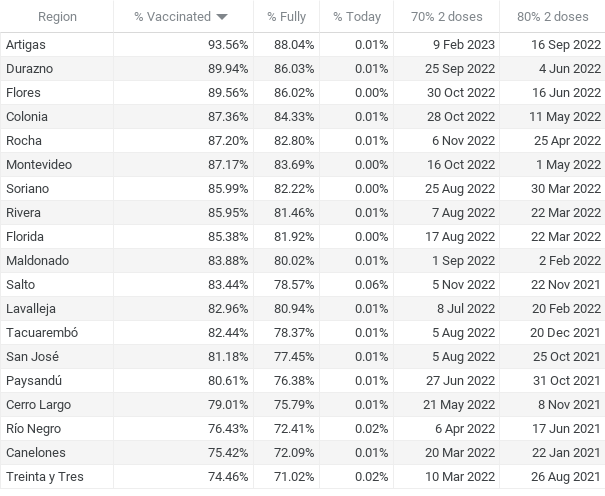 Region % Vaccinated % Fully % Today 70% 2 doses 80% 2 doses
Artigas 93.56% 88.04% 0.01% 9 Feb 2023 16 Sep 2022
Durazno 89.94% 86.03% 0.01% 25 Sep 2022 4 Jun 2022
Flores 89.56% 86.02% 0.00% 30 Oct 2022 16 Jun 2022
Colonia 87.36% 84.33% 0.01% 28 Oct 2022 11 May 2022
Rocha 87.20% 82.80% 0.01% 6 Nov 2022 25 Apr 2022
Montevideo 87.17% 83.69% 0.00% 16 Oct 2022 1 May 2022
Soriano 85.99% 82.22% 0.00% 25 Aug 2022 30 Mar 2022
Rivera 85.95% 81.46% 0.01% 7 Aug 2022 22 Mar 2022
Florida 85.38% 81.92% 0.00% 17 Aug 2022 22 Mar 2022
Maldonado 83.88% 80.02% 0.01% 1 Sep 2022 2 Feb 2022
Salto 83.44% 78.57% 0.06% 5 Nov 2022 22 Nov 2021
Lavalleja 82.96% 80.94% 0.01% 8 Jul 2022 20 Feb 2022
Tacuarembó 82.44% 78.37% 0.01% 5 Aug 2022 20 Dec 2021
San José 81.18% 77.45% 0.01% 5 Aug 2022 25 Oct 2021
Paysandú 80.61% 76.38% 0.01% 27 Jun 2022 31 Oct 2021
Cerro Largo 79.01% 75.79% 0.01% 21 May 2022 8 Nov 2021
Río Negro 76.43% 72.41% 0.02% 6 Apr 2022 17 Jun 2021
Canelones 75.42% 72.09% 0.01% 20 Mar 2022 22 Jan 2021
Treinta y Tres 74.46% 71.02% 0.02% 10 Mar 2022 26 Aug 2021